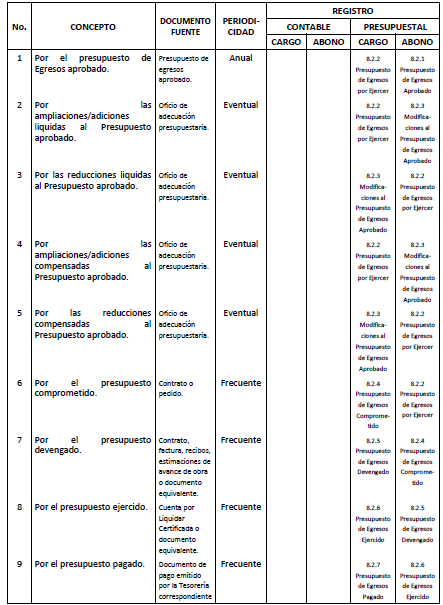 No.
CONCEPTO
DOCUMENTO
FUENTE
PERIODI-
CIDAD
REGISTRO
CONTABLE
PRESUPUESTAL
CARGO
ABONO
CARGO
ABONO
1
Por el presupuesto de
Egresos aprobado.
Presupuesto de
egresos
aprobado.
Anual
8.2.2
Presupuesto
de Egresos
por Ejercer
8.2.1
Presupuesto
de Egresos
Aprobado
2
Por las
ampliaciones/adiciones
liquidas al Presupuesto
aprobado.
Oficio de
adecuación
presupuestaria.
Eventual
8.2.2
Presupuesto
de Egresos
por Ejercer
8.2.3
Modifica-
ciones al
Presupuesto
de Egresos
Aprobado
3
Por las reducciones liquidas
al Presupuesto aprobado.
Oficio de
adecuación
presupuestaria.
Eventual
8.2.3
Modifica-
ciones al
Presupuesto
de Egresos
Aprobado
8.2.2
Presupuesto
de Egresos
por Ejercer
4
Por las
ampliaciones/adiciones
compensadas al
Presupuesto aprobado.
Oficio de
adecuación
presupuestaria.
Eventual
8.2.2
Presupuesto
de Egresos
por Ejercer
8.2.3
Modifica-
ciones al
Presupuesto
de Egresos
Aprobado
5
Por las reducciones
compensadas al
Presupuesto aprobado.
Oficio de
adecuación
presupuestaria.
Eventual
8.2.3
Modifica-
ciones al
Presupuesto
de Egresos
Aprobado
8.2.2
Presupuesto
de Egresos
por Ejercer
6
Por el presupuesto
comprometido.
Contrato o
pedido.
Frecuente
8.2.4
Presupuesto
de Egresos
Comprome-
tido
8.2.2
Presupuesto
de Egresos
por Ejercer
7
Por el presupuesto
devengado.
Contrato,
factura, recibos,
estimaciones de
avance de obra
o documento
equivalente.
Frecuente
8.2.5
Presupuesto
de Egresos
Devengado
8.2.4
Presupuesto
de Egresos
Comprome-
tido
8
Por el presupuesto ejercido.
Cuenta por
Liquidar
Certificada o
documento
equivalente.
Frecuente
8.2.6
Presupuesto
de Egresos
Ejercido
8.2.5
Presupuesto
de Egresos
Devengado
9
Por el presupuesto pagado.
Documento de
pago emitido
por la Tesorería
correspondiente
Frecuente
8.2.7
Presupuesto
de Egresos
Pagado
8.2.6
Presupuesto
de Egresos
Ejercido